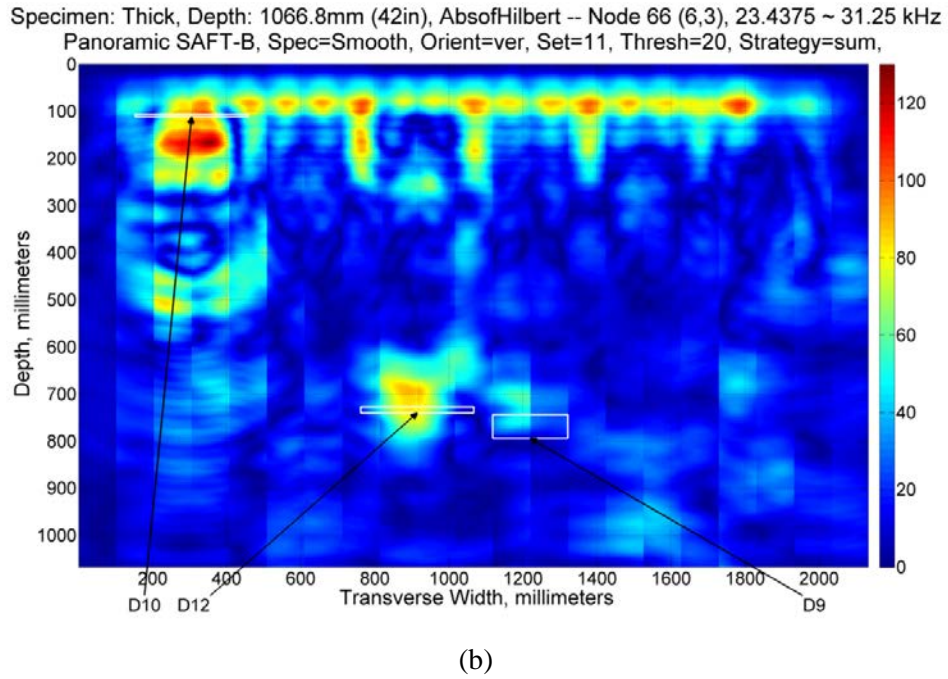 Specimen: Thick, Depth: 1066.8mm (42in), AbsofHilbert -- Node 66 (6,3), 23.4375 ~ 31.25 kHz
Panoramic SAFT-B, Spec=Smooth, Orient=ver, Set=11, Thresh=20, Strategy=sum,
0
100
200
300
400
500
600
700
800
900
1000
Depth, millimeters
120
100
80
60
40
20
0
200 400 600 800 1000 1200 1400 1600 1800 2000
Transverse Width, millimeters
D10 D12 D9
(b)